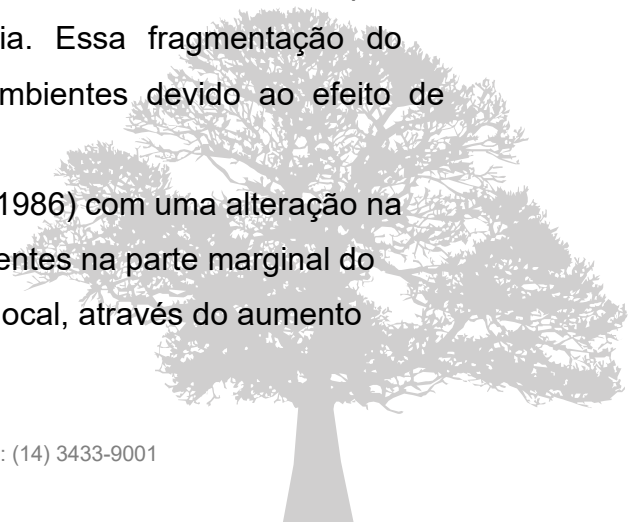 ia. Essa fragmentação do
mbientes devido ao efeito de
1986) com uma alteração na
entes na parte marginal do
ocal, através do aumento
: (14) 3433-9001